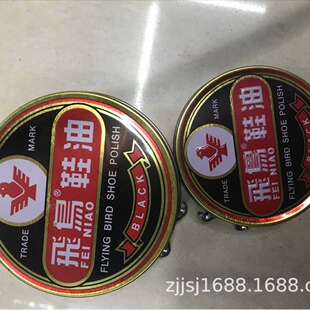 TRADE MARK
飛鳥鞋油®
FEI NIAO
FLYING BIRD SHOE POLISH
BLACK
TRADE MARK
飛鳥鞋油®
FEI NIAO
FLYING BIRD SHOE POLISH
BLACK
zjjsj1688.1688.c